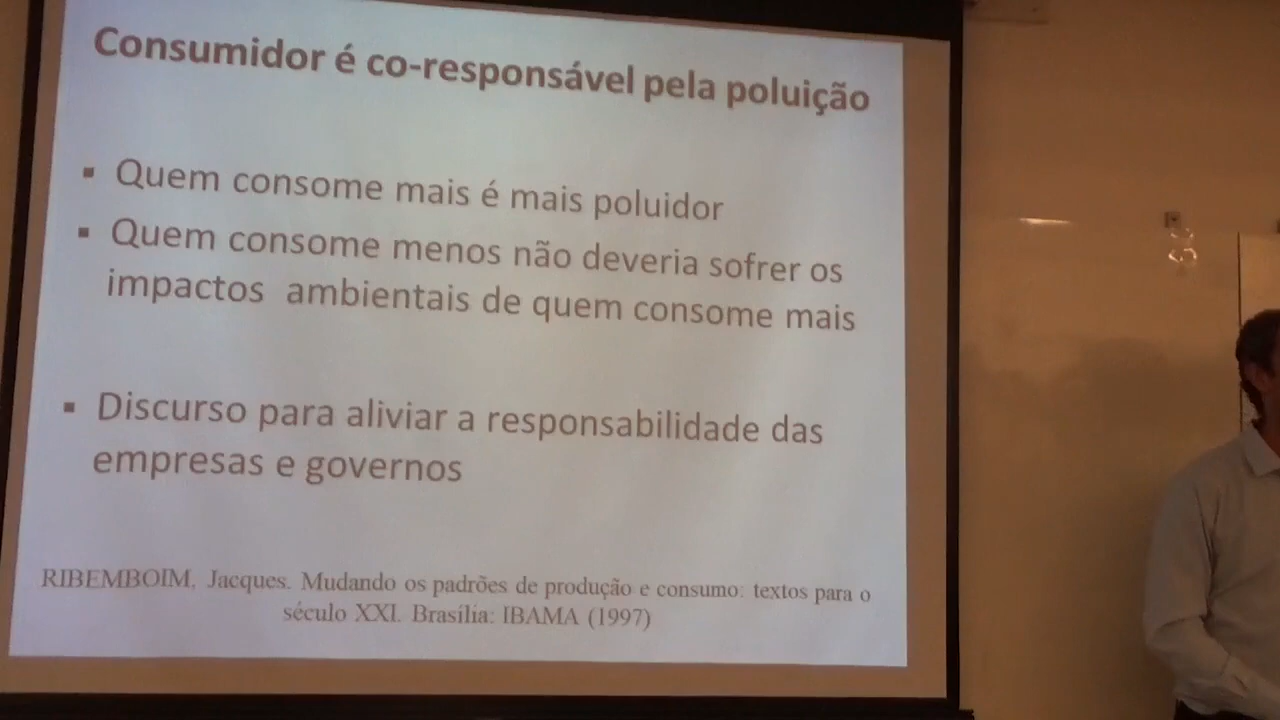 Consumidor é co-responsável pela poluição
▪ Quem consome mais é mais poluidor
▪ Quem consome menos não deveria sofrer os
impactos ambientais de quem consome mais
▪ Discurso para aliviar a responsabilidade das
empresas e governos
RIBEMBOIM, Jacques. Mudando os padrões de produção e consumo: textos para o
século XXI. Brasília: IBAMA (1997)